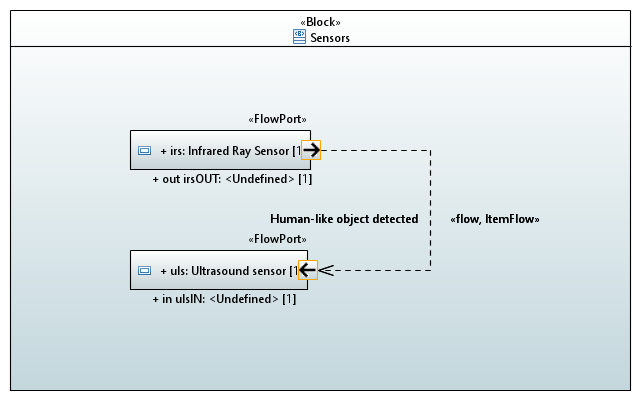 «Block»
Sensors
«FlowPort»
+ irs: Infrared Ray Sensor [1
+ out irsOUT: <Undefined> [1]
Human-like object detected
«flow, ItemFlow»
«FlowPort»
+ uls: Ultrasound sensor [1
+ in ulsIN: <Undefined> [1]